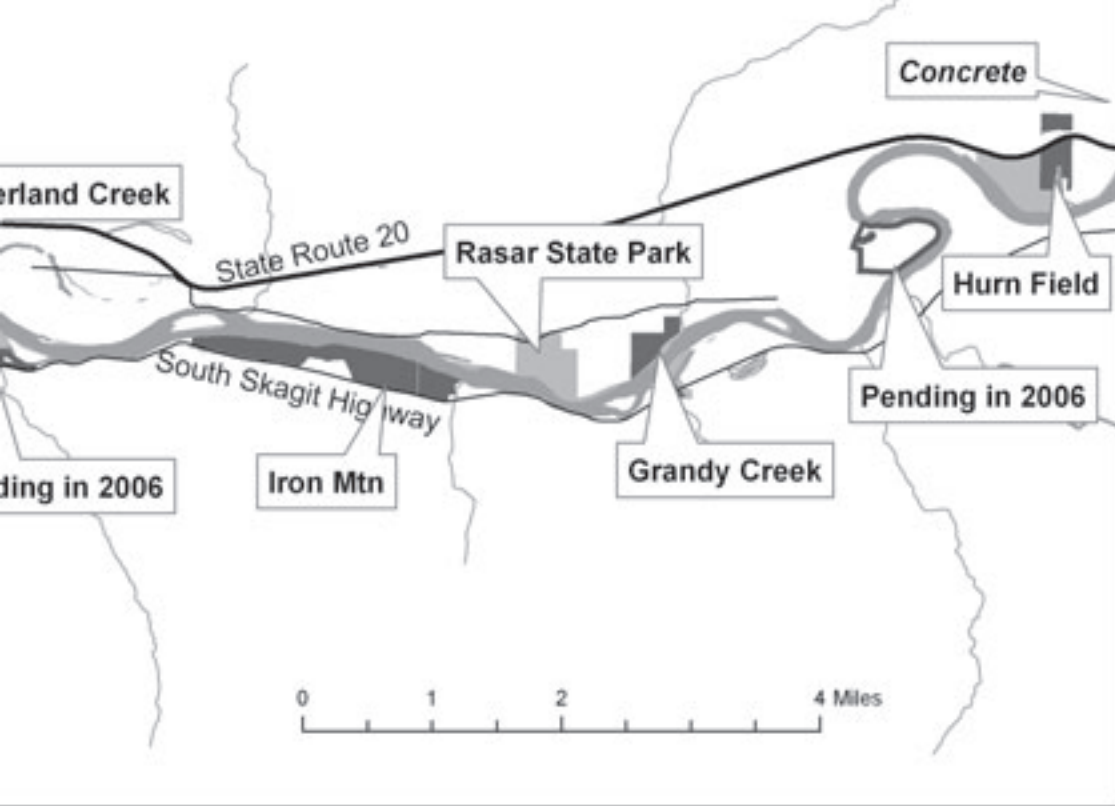 Concrete
erland Creek
State Route 20
Rasar State Park
Hurn Field
South Skagit Highway
Pending in 2006
Grandy Creek
Iron Mtn
ding in 2006
0 1 2 4 Miles